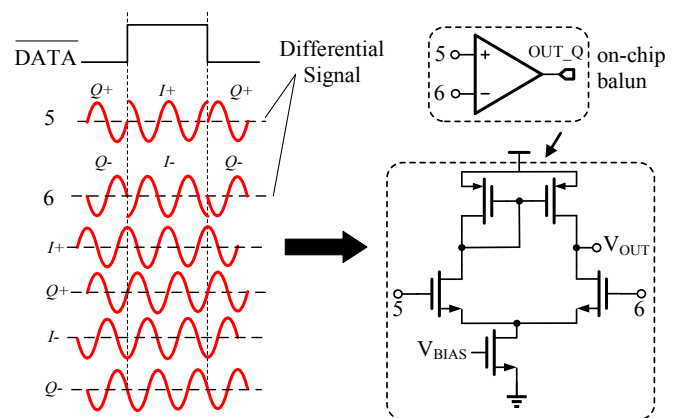 DATA
Differential
Signal
Q+ I+ Q+
5
Q- I- Q-
6
I+
Q+
I-
Q-
5
+
6
−
OUT_Q
on-chip
balun
VOUT
5
6
VBIAS